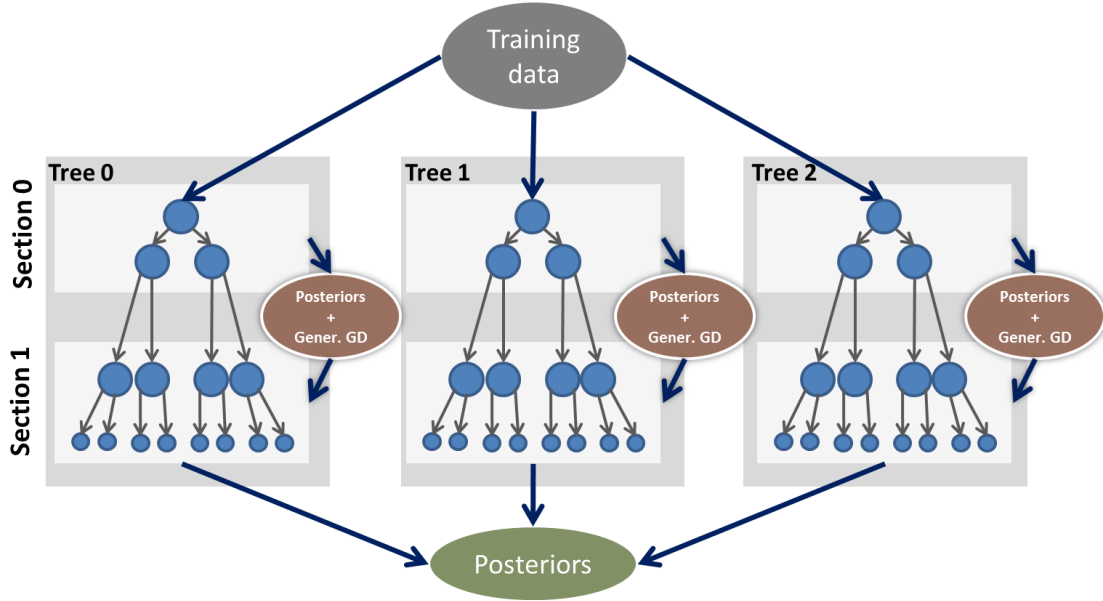 Training
data
Tree 0
Tree 1
Tree 2
Section 0
Posteriors
+
Gener. GD
Posteriors
+
Gener. GD
Posteriors
+
Gener. GD
Section 1
Posteriors